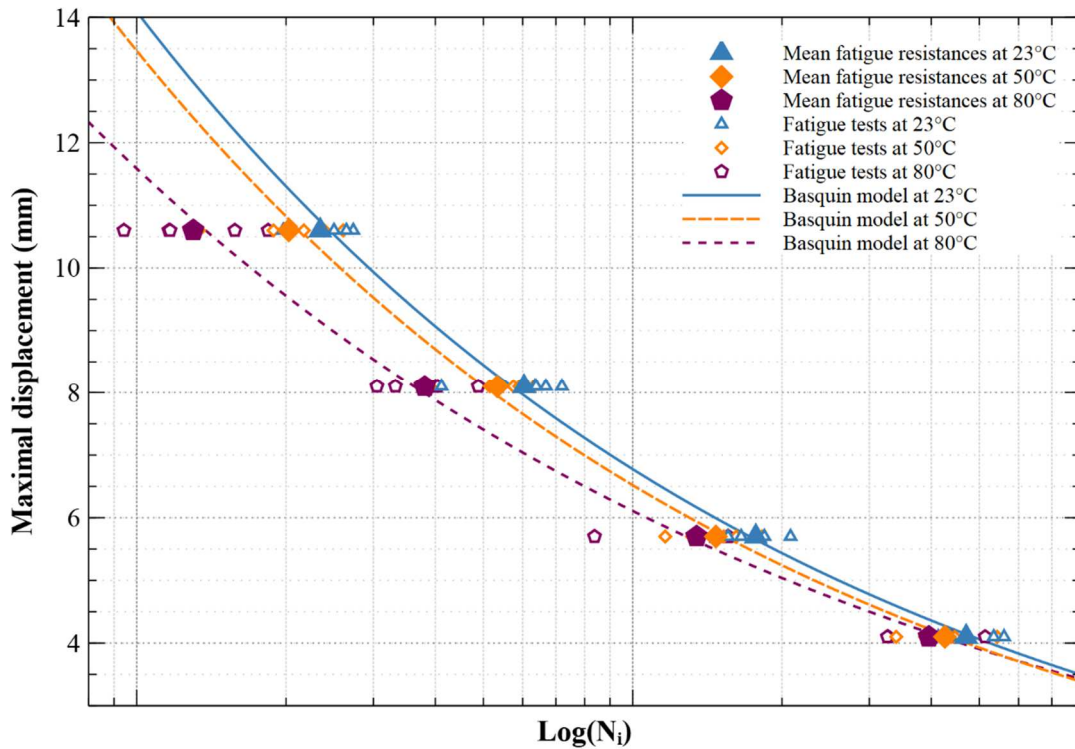 14
12
10
8
6
4
Maximal displacement (mm)
Mean fatigue resistances at 23°C
Mean fatigue resistances at 50°C
Mean fatigue resistances at 80°C
Fatigue tests at 23°C
Fatigue tests at 50°C
Fatigue tests at 80°C
Basquin model at 23°C
Basquin model at 50°C
Basquin model at 80°C
Log(Nᵢ)